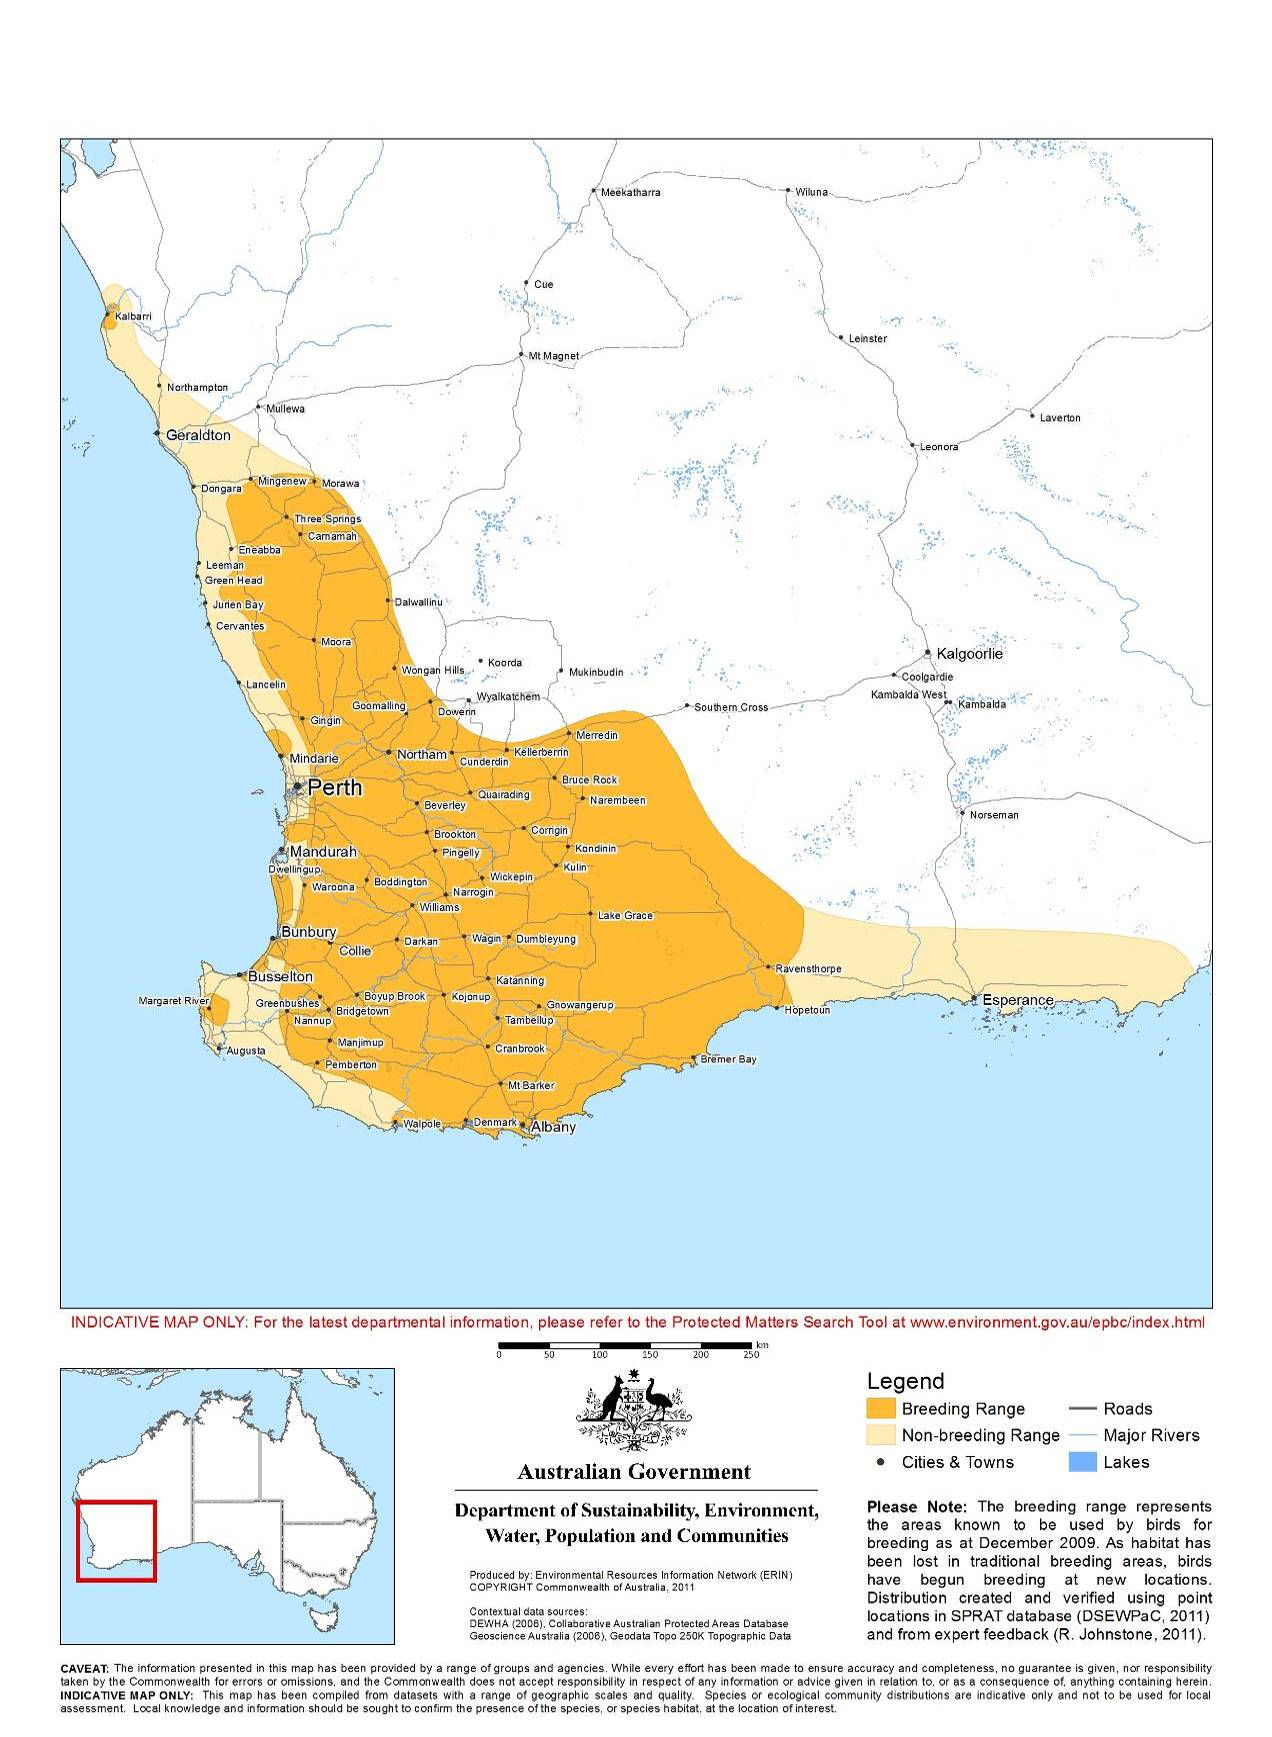 Meekatharra
Wiluna
Cue
Kalbarri
Leinster
Mt Magnet
Northampton
Mullewa
Laverton
Geraldton
Leonora
Mingenew
Morawa
Dongara
Three Springs
Carnamah
Eneabba
Leeman
Green Head
Jurien Bay
Dalwallinu
Cervantes
Moora
Kalgoorlie
Koorda
Wongan Hills
Mukinbudin
Coolgardie
Lancelin
Kambalda West
Wyalkatchem
Kambalda
Goomalling
Dowerin
Southern Cross
Gingin
Merredin
Mindarie
Northam
Kellerberrin
Cunderdin
Perth
Bruce Rock
Quairading
Narembeen
Beverley
Norseman
Brookton
Corrigin
Mandurah
Pingelly
Kondinin
Dwellingup
Kulin
Waroona
Boddington
Wickepin
Narrogin
Williams
Lake Grace
Bunbury
Collie
Darkan
Wagin
Dumbleyung
Busselton
Ravensthorpe
Katanning
Margaret River
Greenbushes
Boyup Brook
Kojonup
Gnowangerup
Esperance
Bridgetown
Hopetoun
Nannup
Tambellup
Manjimup
Augusta
Cranbrook
Bremer Bay
Pemberton
Mt Barker
Walpole
Denmark
Albany
INDICATIVE MAP ONLY: For the latest departmental information, please refer to the Protected Matters Search Tool at www.environment.gov.au/epbc/index.html
km
0 50 100 150 200 250
Australian Government
Department of Sustainability, Environment,
Water, Population and Communities
Produced by: Environmental Resources Information Network (ERIN)
COPYRIGHT Commonwealth of Australia, 2011
Contextual data sources:
DEWHA (2006), Collaborative Australian Protected Areas Database
Geoscience Australia (2006), Geodata Topo 250K Topographic Data
Legend
Breeding Range
Non-breeding Range
Cities & Towns
Roads
Major Rivers
Lakes
Please Note: The breeding range represents
the areas known to be used by birds for
breeding as at December 2009. As habitat has
been lost in traditional breeding areas, birds
have begun breeding at new locations.
Distribution created and verified using point
locations in SPRAT database (DSEWPaC, 2011)
and from expert feedback (R. Johnstone, 2011).
CAVEAT: The information presented in this map has been provided by a range of groups and agencies. While every effort has been made to ensure accuracy and completeness, no guarantee is given, nor responsibility
taken by the Commonwealth for errors or omissions, and the Commonwealth does not accept responsibility in respect of any information or advice given in relation to, or as a consequence of, anything containing herein.
INDICATIVE MAP ONLY: This map has been compiled from datasets with a range of geographic scales and quality. Species or ecological community distributions are indicative only and not to be used for local
assessment. Local knowledge and information should be sought to confirm the presence of the species, or species habitat, at the location of interest.